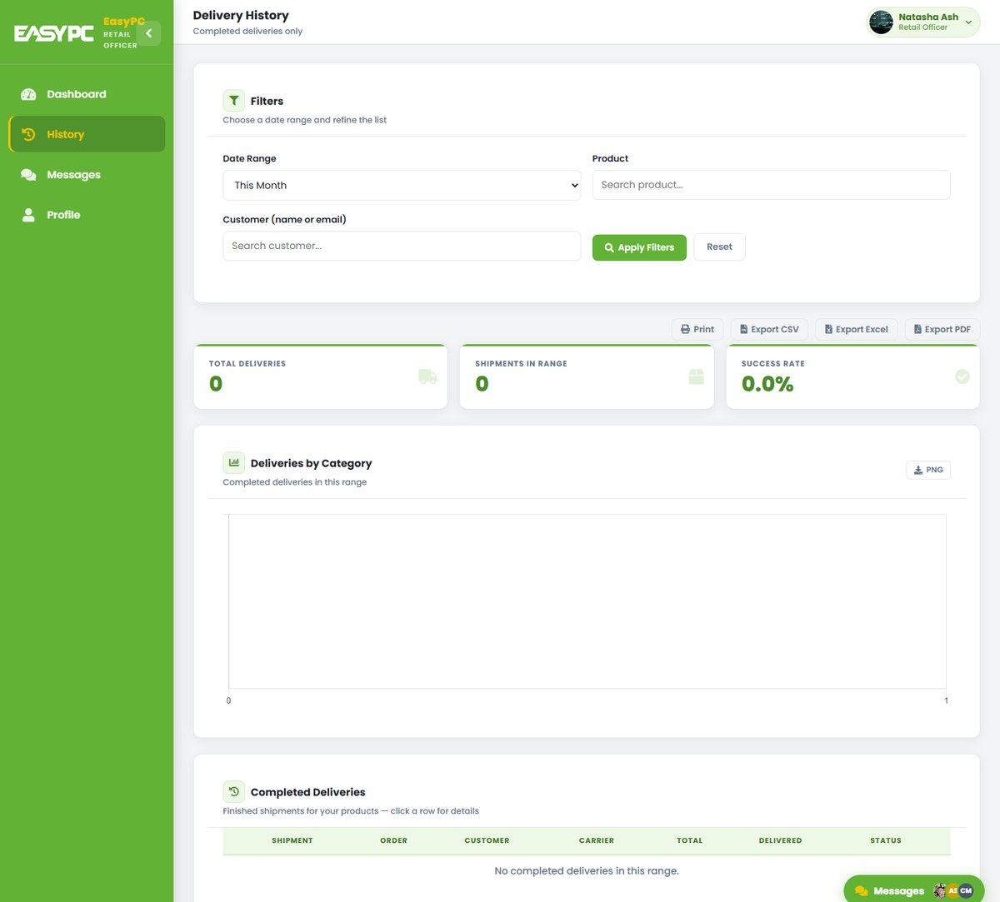 EASYPC
EasyPC
RETAIL
OFFICER
Dashboard
History
Messages
Profile
Delivery History
Completed deliveries only
Natasha Ash
Retail Officer
Filters
Choose a date range and refine the list
Date Range
Product
This Month
Search product...
Customer (name or email)
Search customer...
Apply Filters
Reset
Print
Export CSV
Export Excel
Export PDF
TOTAL DELIVERIES
0
SHIPMENTS IN RANGE
0
SUCCESS RATE
0.0%
Deliveries by Category
Completed deliveries in this range
PNG
0
1
Completed Deliveries
Finished shipments for your products — click a row for details
SHIPMENT ORDER CUSTOMER CARRIER TOTAL DELIVERED STATUS
No completed deliveries in this range.
Messages
AS
CM